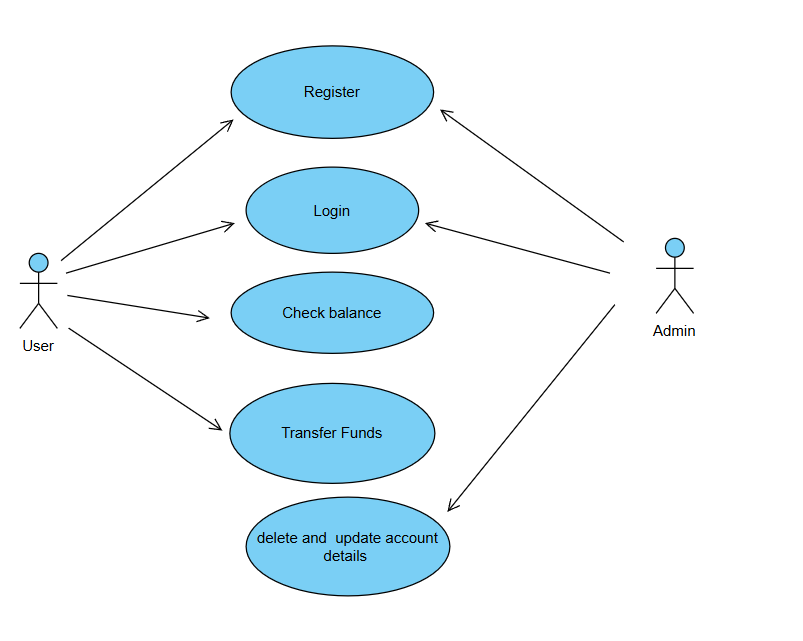 Register
Login
Check balance
User
Admin
Transfer Funds
delete and  update account
details